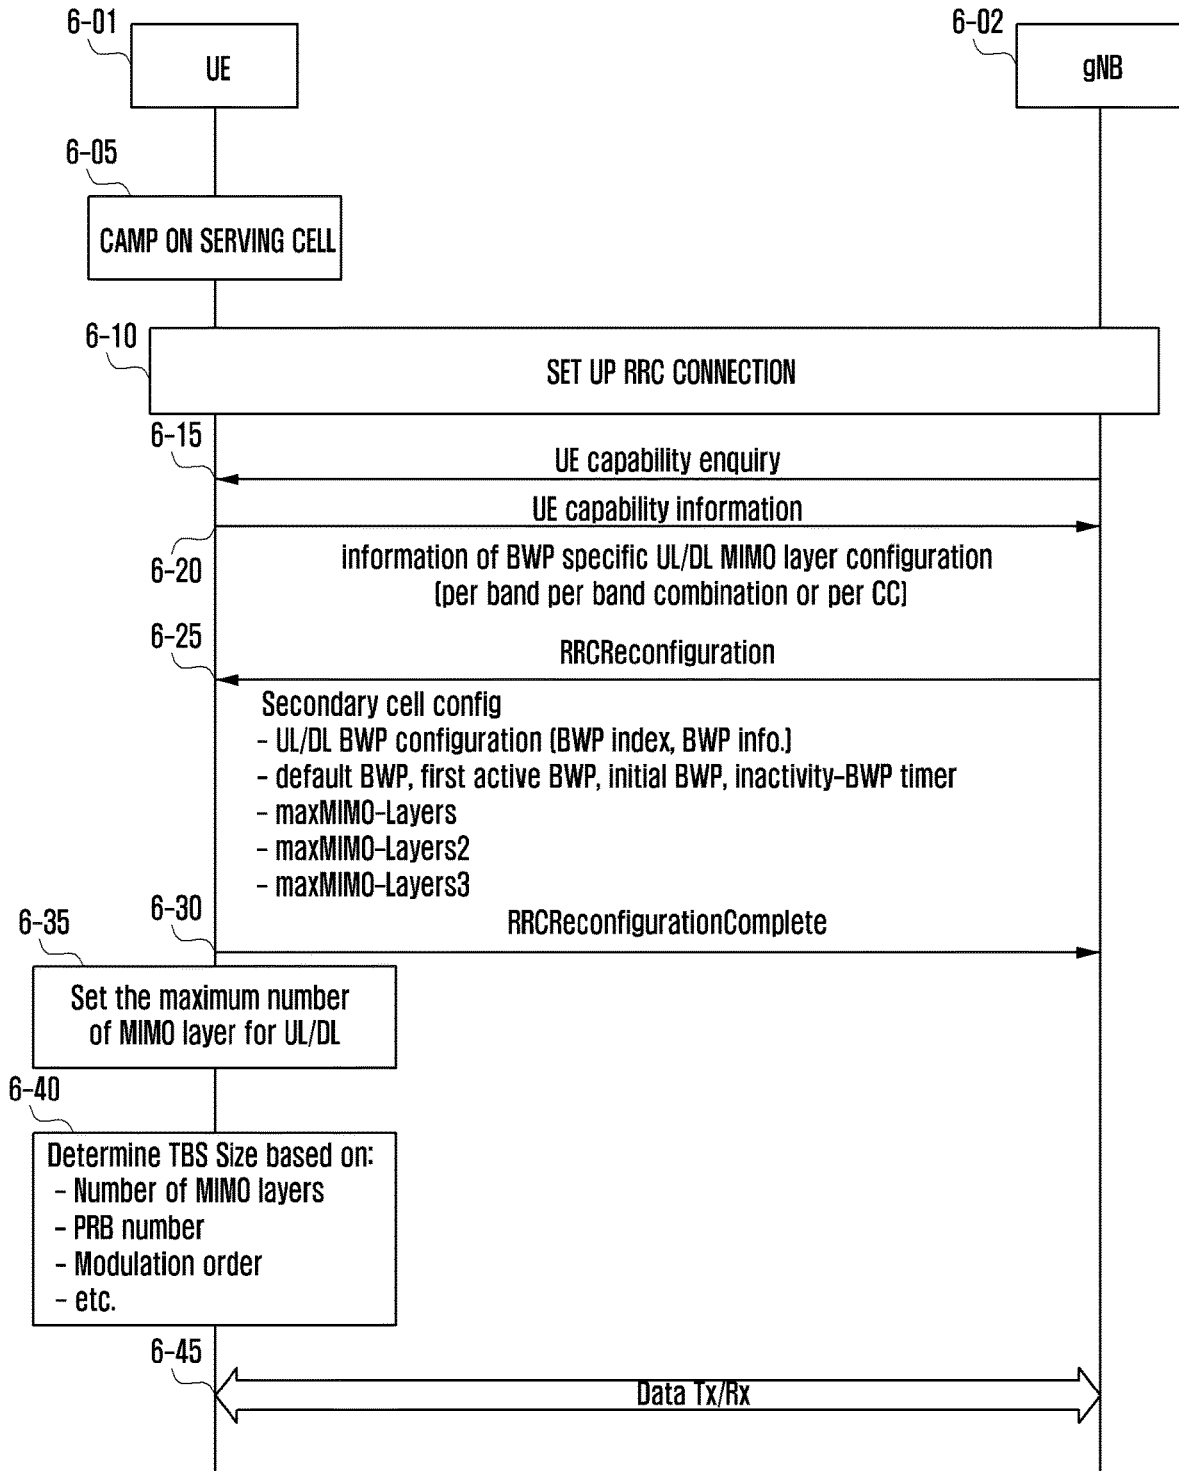 6-01
6-02
UE
gNB
6-05
CAMP ON SERVING CELL
6-10
SET UP RRC CONNECTION
6-15
UE capability enquiry
UE capability information
6-20
information of BWP specific UL/DL MIMO layer configuration
(per band per band combination or per CC)
6-25
RRCReconfiguration
Secondary cell config
- UL/DL BWP configuration (BWP index, BWP info.)
- default BWP, first active BWP, initial BWP, inactivity-BWP timer
- maxMIMO-Layers
- maxMIMO-Layers2
- maxMIMO-Layers3
6-30
RRCReconfigurationComplete
6-35
Set the maximum number
of MIMO layer for UL/DL
6-40
Determine TBS Size based on:
- Number of MIMO layers
- PRB number
- Modulation order
- etc.
6-45
Data Tx/Rx